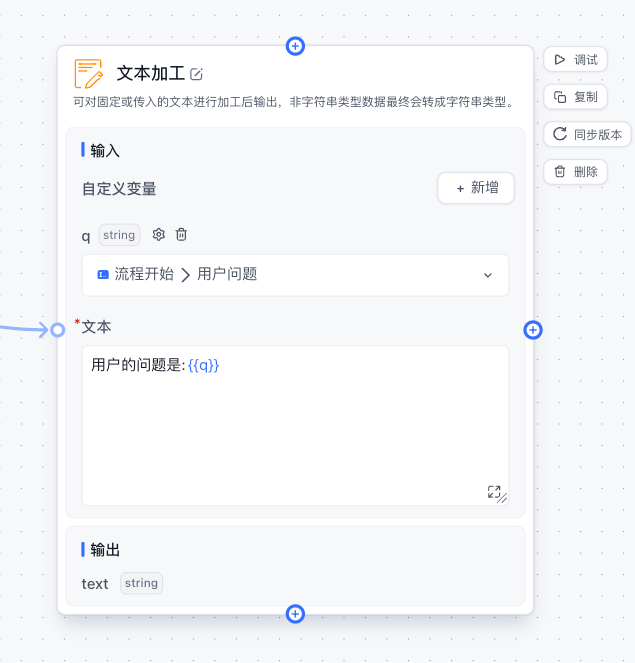 文本加工
可对固定或传入的文本进行加工后输出，非字符串类型数据最终会转成字符串类型。
调试
复制
同步版本
删除
输入
自定义变量
+ 新增
q string
流程开始 > 用户问题
*文本
用户的问题是:{{q}}
输出
text string